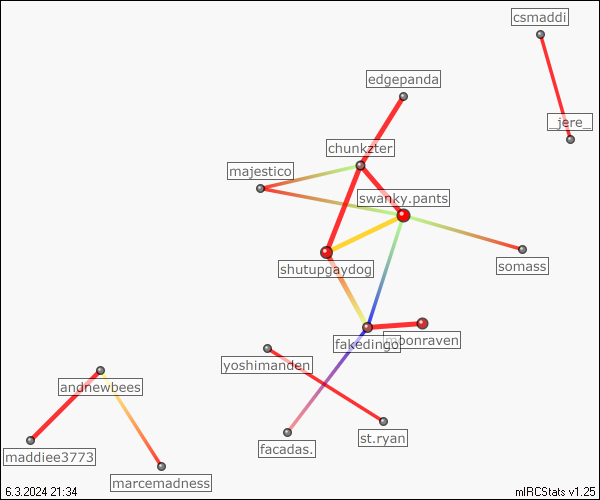 csmaddi
edgepanda
_jere_
chunkzter
majestico
swanky.pants
somass
shutupgaydog
fakedingo
moonraven
yoshimanden
andnewbees
st.ryan
facadas.
maddiee3773
marcemadness
6.3.2024 21:34
mIRCStats v1.25